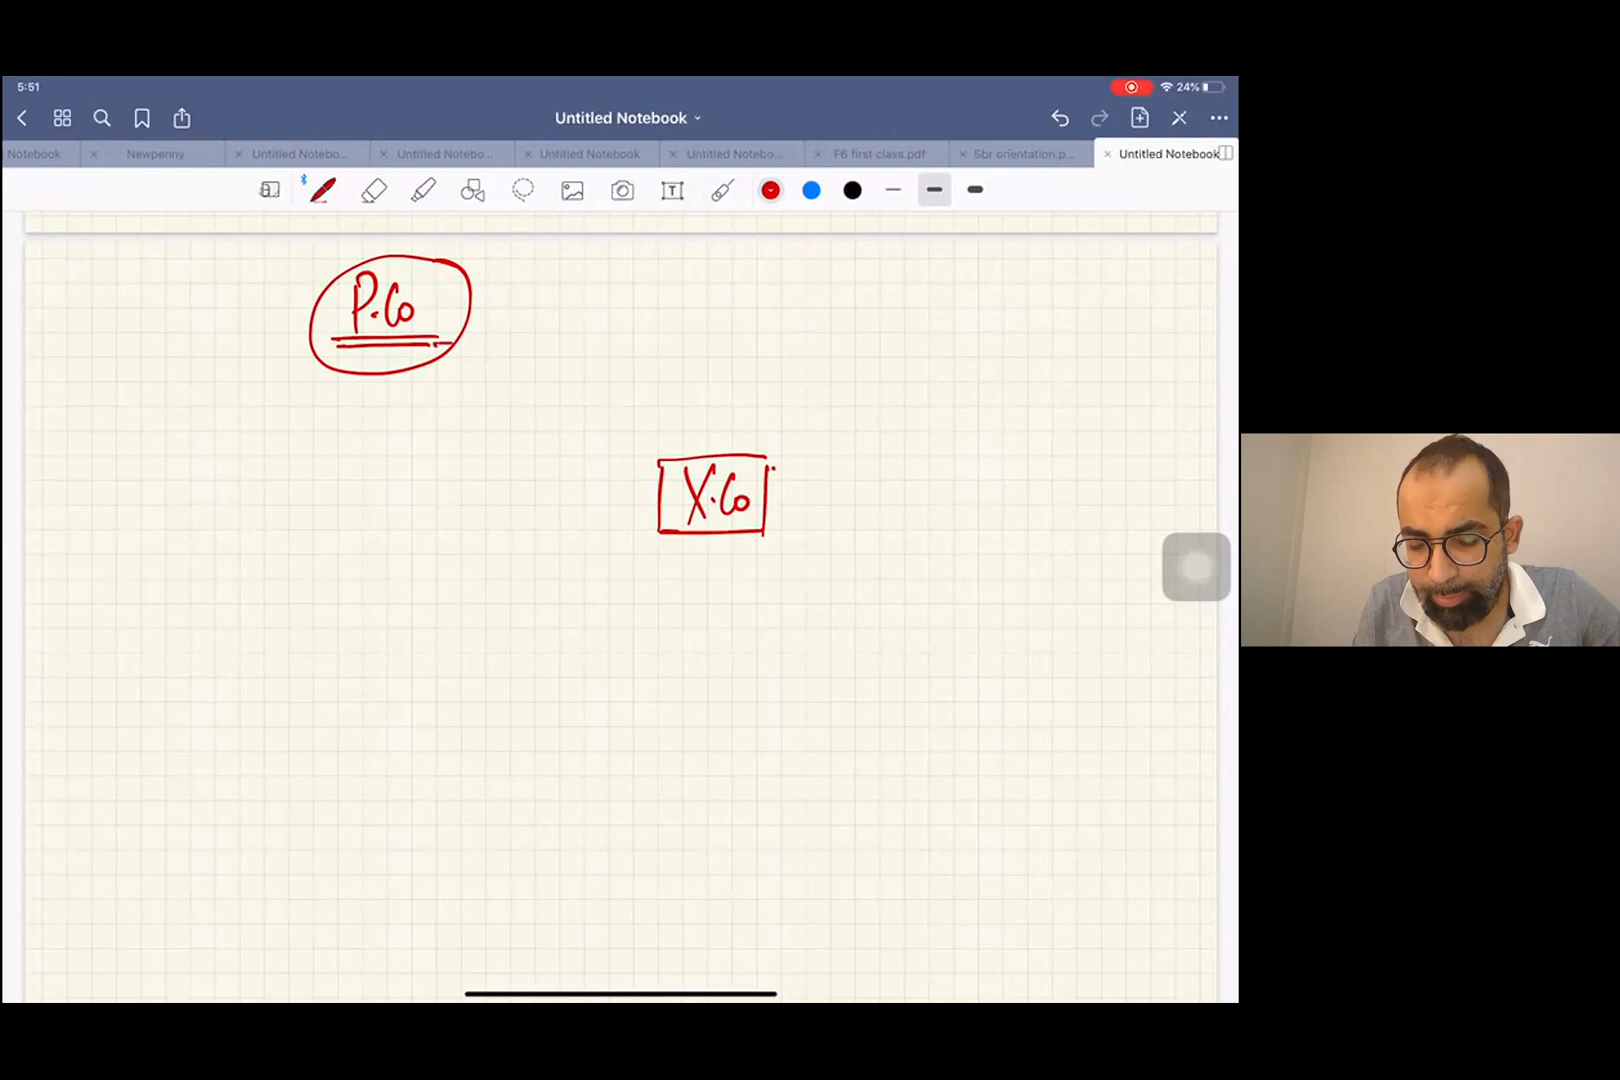 5:51
24%
Untitled Notebook
Notebook
Newpenny
Untitled Notebo...
Untitled Notebo...
Untitled Notebook
Untitled Notebo...
F6 first class.pdf
Sbr orientation.p...
Untitled Notebook
T
P.Co
X.Co